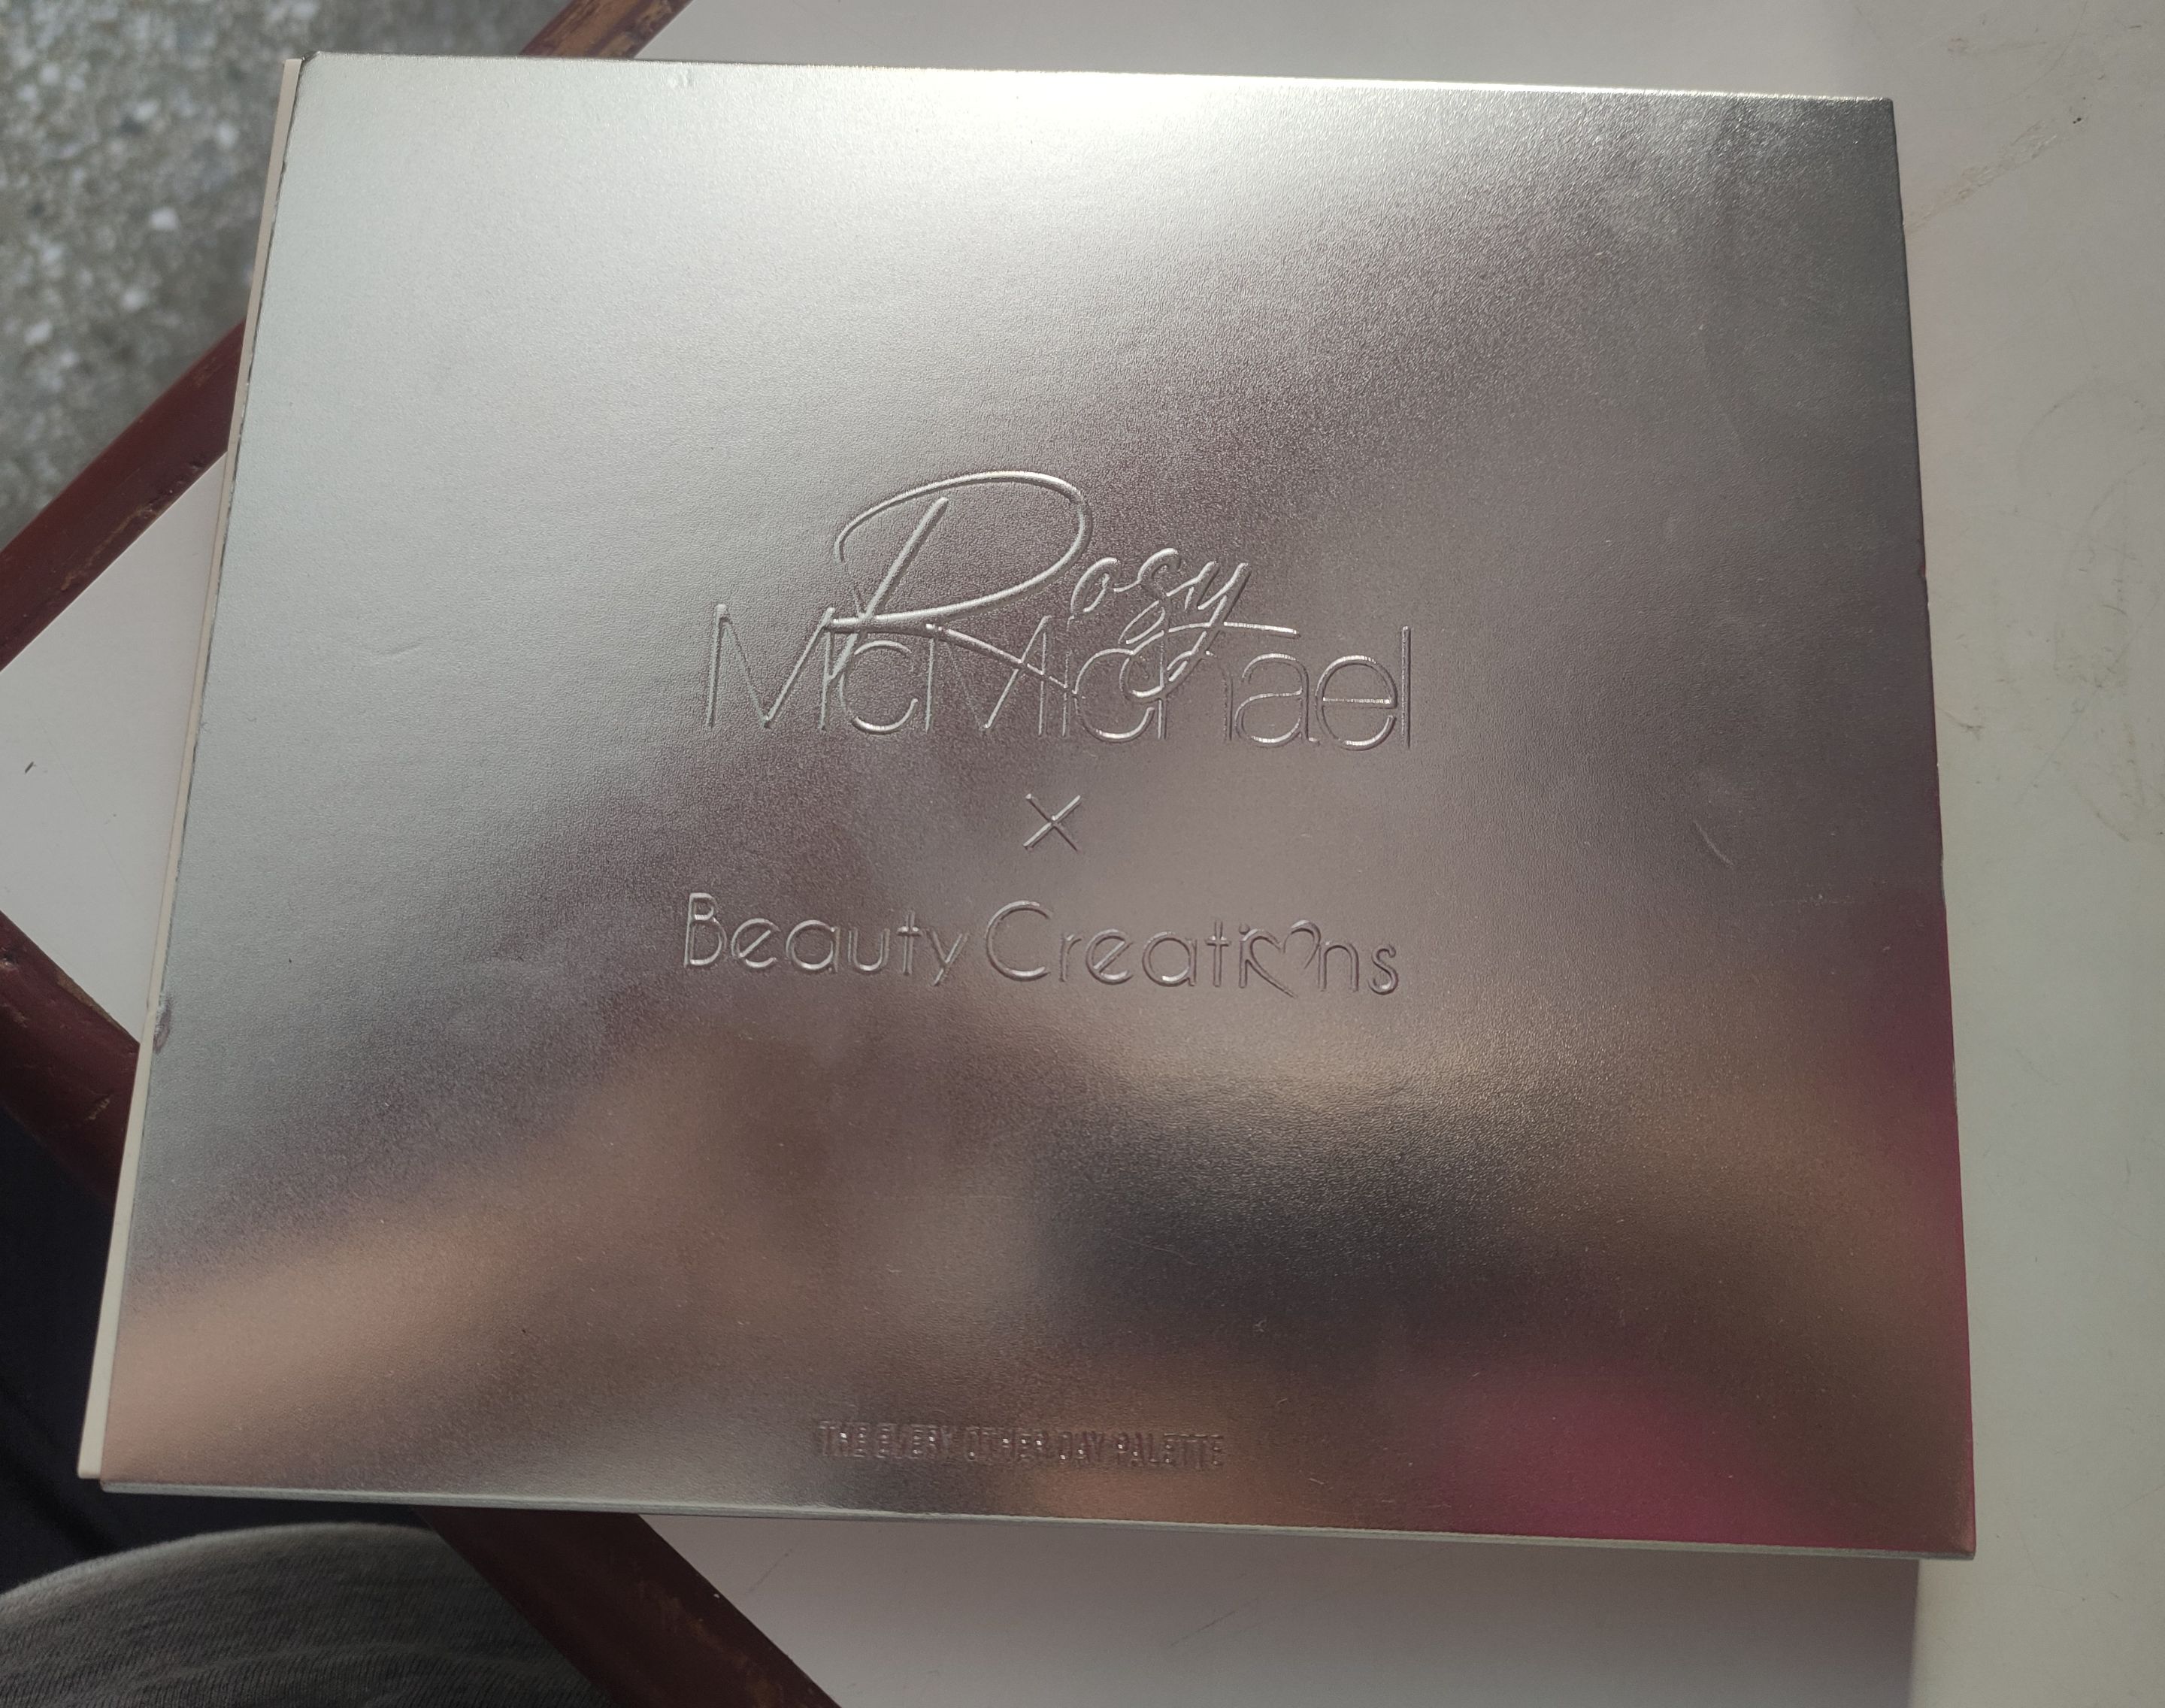 Rosy
McMichael
×
Beauty Creations
THE EVERY OTHER DAY PALETTE